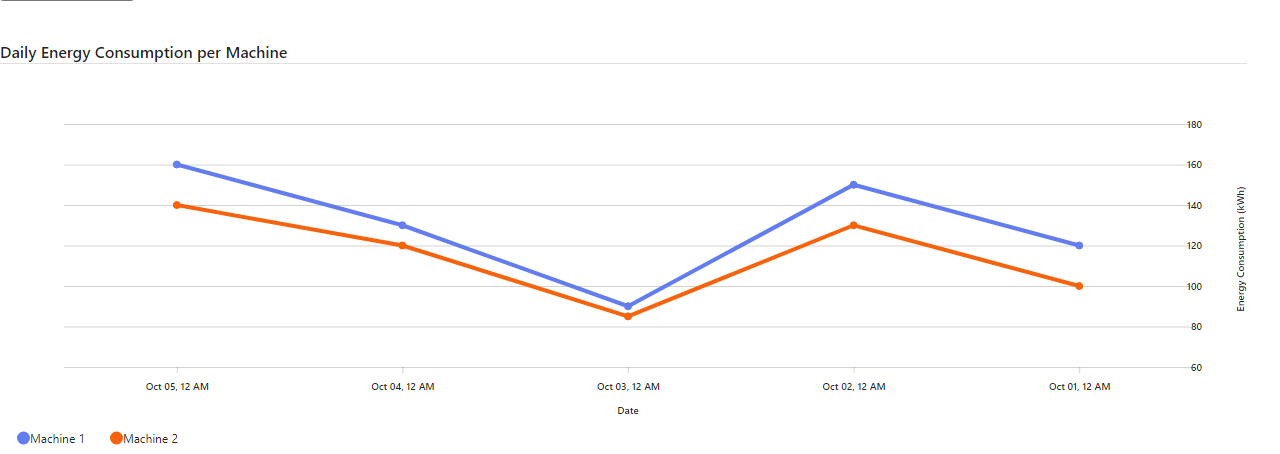 Daily Energy Consumption per Machine
180
160
140
120
100
80
60
Energy Consumption (kWh)
Oct 05, 12 AM
Oct 04, 12 AM
Oct 03, 12 AM
Oct 02, 12 AM
Oct 01, 12 AM
Date
Machine 1
Machine 2